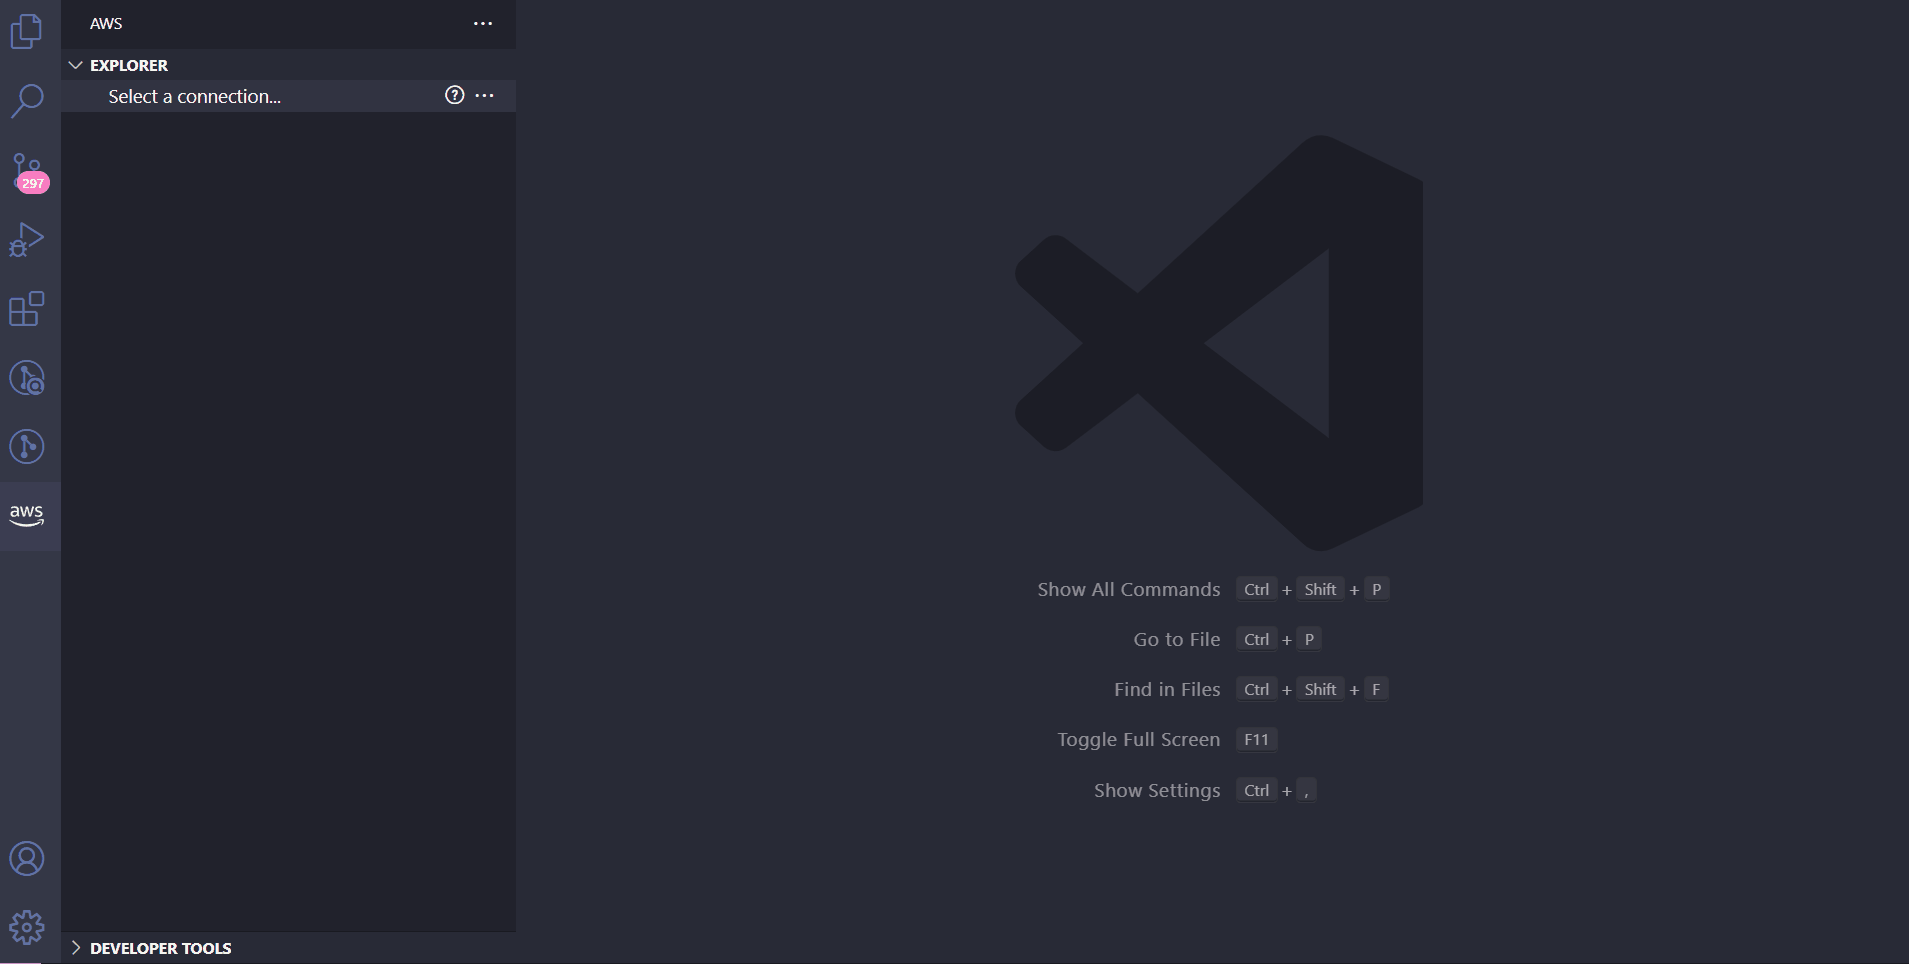 AWS
EXPLORER
Select a connection...
297
aws
DEVELOPER TOOLS
Show All Commands Ctrl + Shift + P
Go to File Ctrl + P
Find in Files Ctrl + Shift + F
Toggle Full Screen F11
Show Settings Ctrl + ,